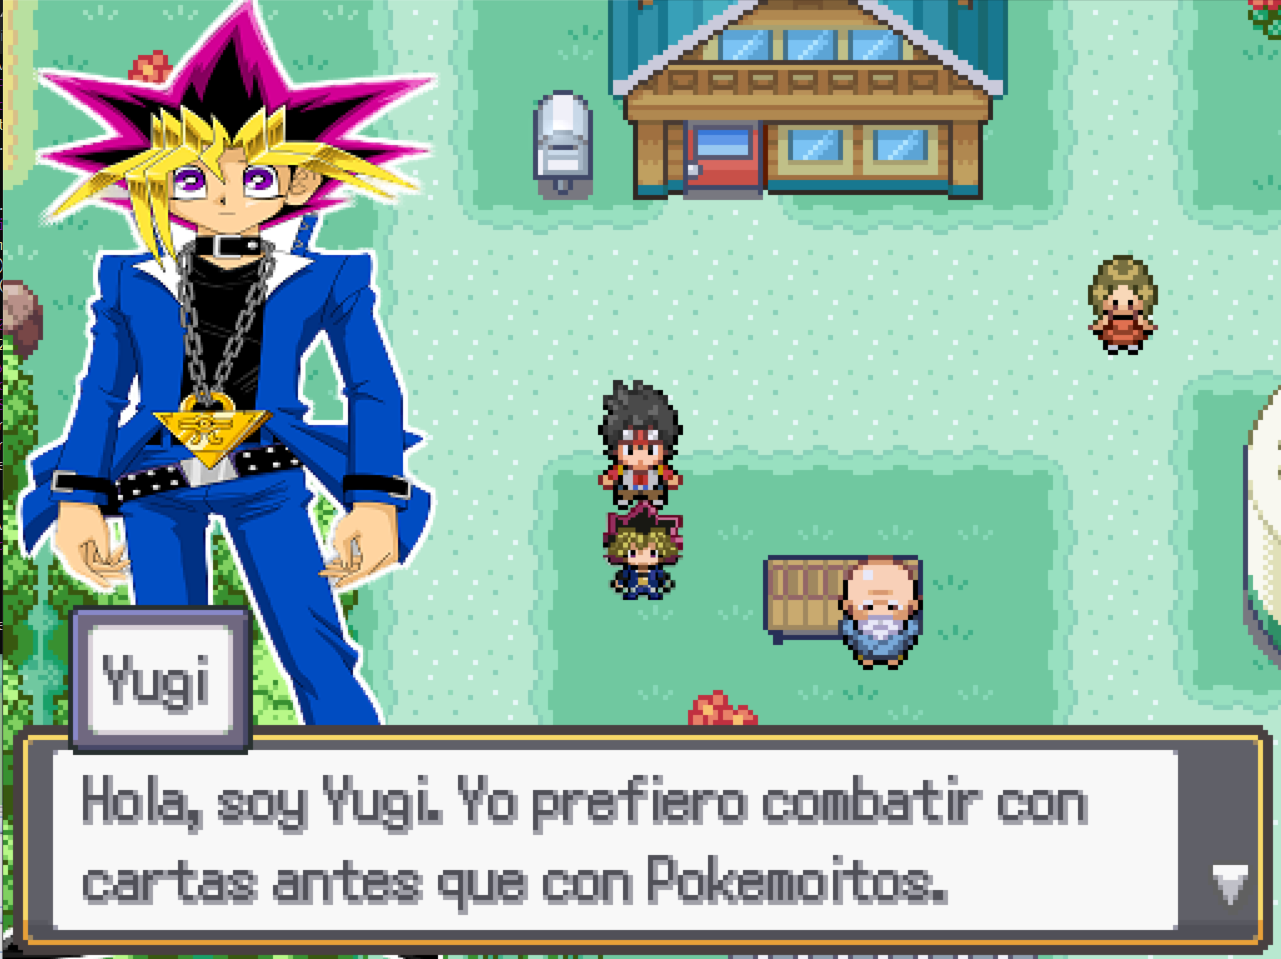 Yugi
Hola, soy Yugi. Yo prefiero combatir con
cartas antes que con Pokemoitos.